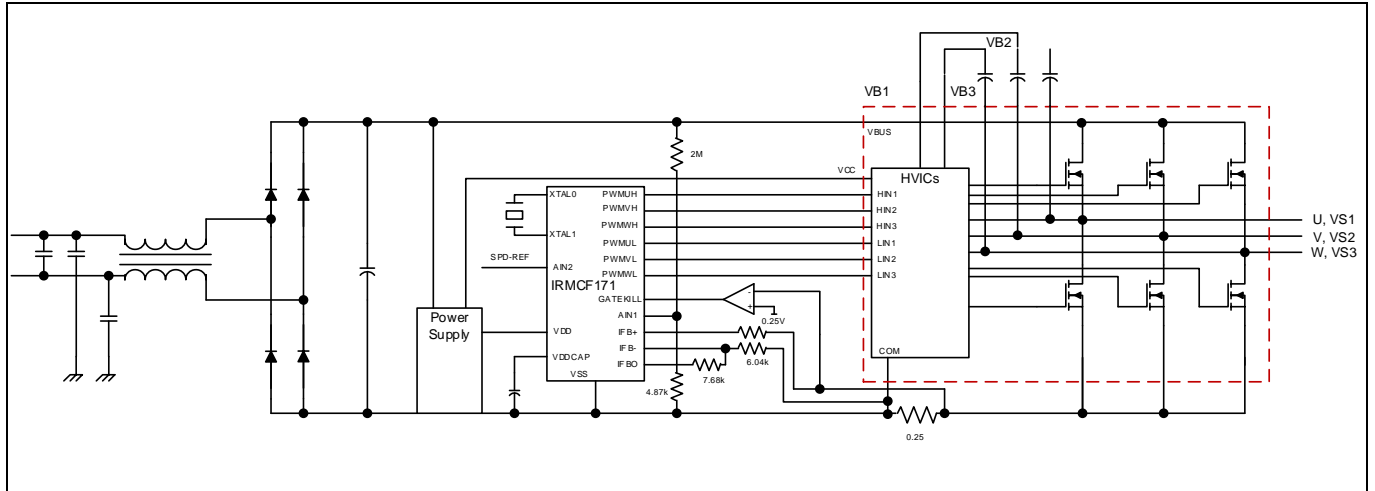 VB2
VB1
VB3
VBUS
2M
VCC
HVICs
XTAL0
PWMUH
HIN1
PWMVH
HIN2
PWMWH
HIN3
XTAL1
PWMUL
LIN1
SPD-REF
PWMVL
LIN2
AIN2
PWMWL
LIN3
IRMCF171
GATEKILL
-
+
0.25V
AIN1
Power
Supply
VDD
IFB+
IFB-
VDDCAP
IFBO
VSS
6.04k
7.68k
4.87k
COM
0.25
U, VS1
V, VS2
W, VS3